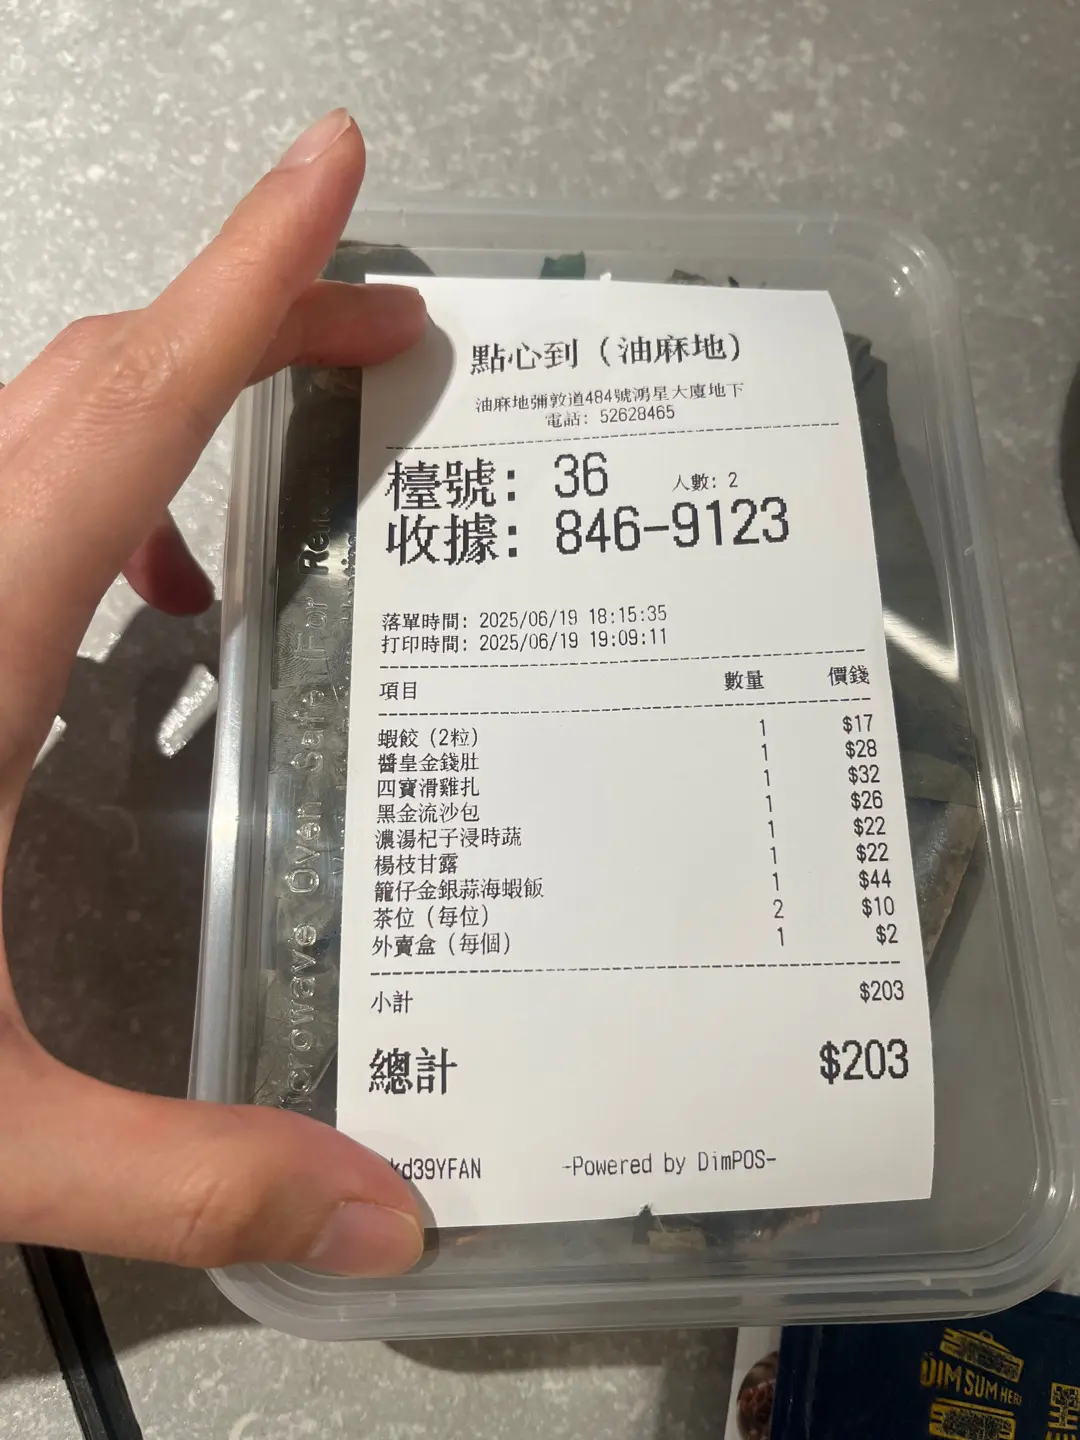 點心到（油麻地）
油麻地彌敦道484號鴻星大廈地下
電話: 52628465
檯號: 36 人數: 2
收據: 846-9123
落單時間: 2025/06/19 18:15:35
打印時間: 2025/06/19 19:09:11
項目 數量 價錢
蝦餃（2粒） 1 $17
醬皇金錢肚 1 $28
四寶滑雞扎 1 $32
黑金流沙包 1 $26
濃湯杞子浸時蔬 1 $22
楊枝甘露 1 $22
籠仔金銀蒜海蝦飯 1 $44
茶位（每位） 2 $10
外賣盒（每個） 1 $2
小計 $203
總計 $203
kd39YFAN -Powered by DimPOS-
Microwave Oven Safe For
DIM SUM HERE